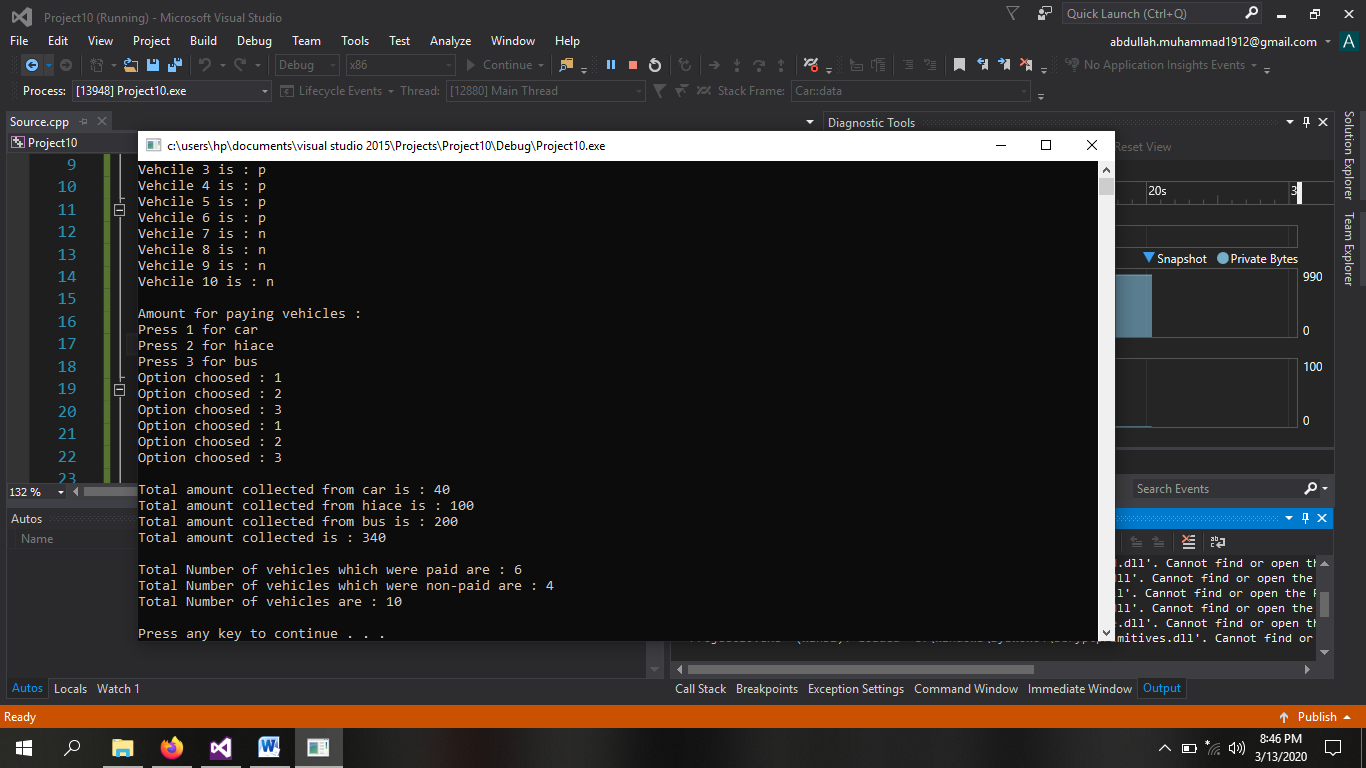 Project10 (Running) - Microsoft Visual Studio
Quick Launch (Ctrl+Q)
File Edit View Project Build Debug Team Tools Test Analyze Window Help
abdullah.muhammad1912@gmail.com A
Debug x86 Continue No Application Insights Events
Process: [13948] Project10.exe Lifecycle Events Thread: [12880] Main Thread Stack Frame: Car::data
Source.cpp
Diagnostic Tools
Project10
c:\users\hp\documents\visual studio 2015\Projects\Project10\Debug\Project10.exe
Reset View
Solution Explorer
Team Explorer
9
10
11
12
13
14
15
16
17
18
19
20
21
22
23
Vehcile 3 is : p
Vehcile 4 is : p
Vehcile 5 is : p
Vehcile 6 is : p
Vehcile 7 is : n
Vehcile 8 is : n
Vehcile 9 is : n
Vehcile 10 is : n
Amount for paying vehicles :
Press 1 for car
Press 2 for hiace
Press 3 for bus
Option choosed : 1
Option choosed : 2
Option choosed : 3
Option choosed : 1
Option choosed : 2
Option choosed : 3
Total amount collected from car is : 40
Total amount collected from hiace is : 100
Total amount collected from bus is : 200
Total amount collected is : 340
Total Number of vehicles which were paid are : 6
Total Number of vehicles which were non-paid are : 4
Total Number of vehicles are : 10
Press any key to continue . . .
20s 3
Snapshot Private Bytes
990
0
100
0
Search Events
132 %
Autos
Name
.dll'. Cannot find or open th
dll'. Cannot find or open the
l'. Cannot find or open the
dll'. Cannot find or open the
.dll'. Cannot find or open th
mitives.dll'. Cannot find or
Autos Locals Watch 1
Call Stack Breakpoints Exception Settings Command Window Immediate Window Output
Ready
Publish
8:46 PM
3/13/2020